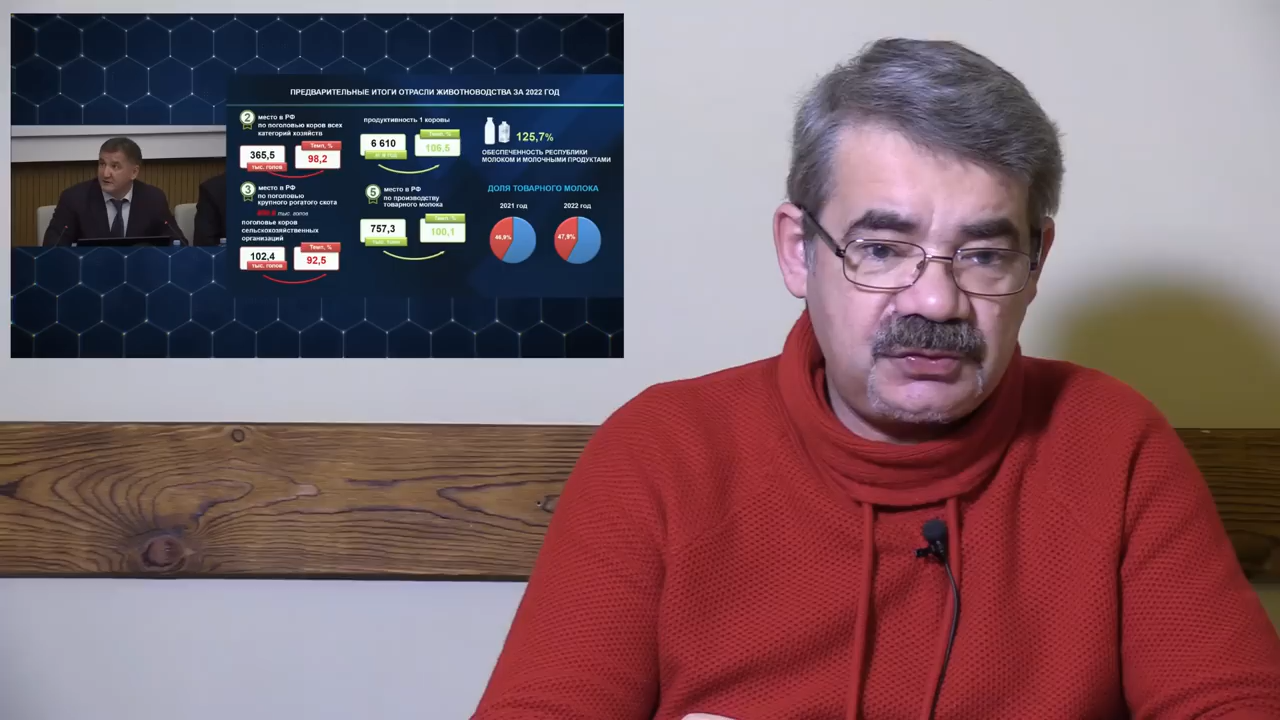 ПРЕДВАРИТЕЛЬНЫЕ ИТОГИ ОТРАСЛИ ЖИВОТНОВОДСТВА ЗА 2022 ГОД
2
место в РФ
по поголовью коров всех
категорий хозяйств
365,5
тыс. голов
Темп, %
98,2
3
место в РФ
по поголовью
крупного рогатого скота
тыс. голов
поголовье коров
сельскохозяйственных
организаций
102,4
тыс. голов
Темп, %
92,5
продуктивность 1 коровы
6 610
Темп, %
106,5
5
место в РФ
по производству
товарного молока
757,3
тыс. тонн
Темп, %
100,1
125,7%
ОБЕСПЕЧЕННОСТЬ РЕСПУБЛИКИ
МОЛОКОМ И МОЛОЧНЫМИ ПРОДУКТАМИ
ДОЛЯ ТОВАРНОГО МОЛОКА
2021 год
2022 год
46,9%
47,9%